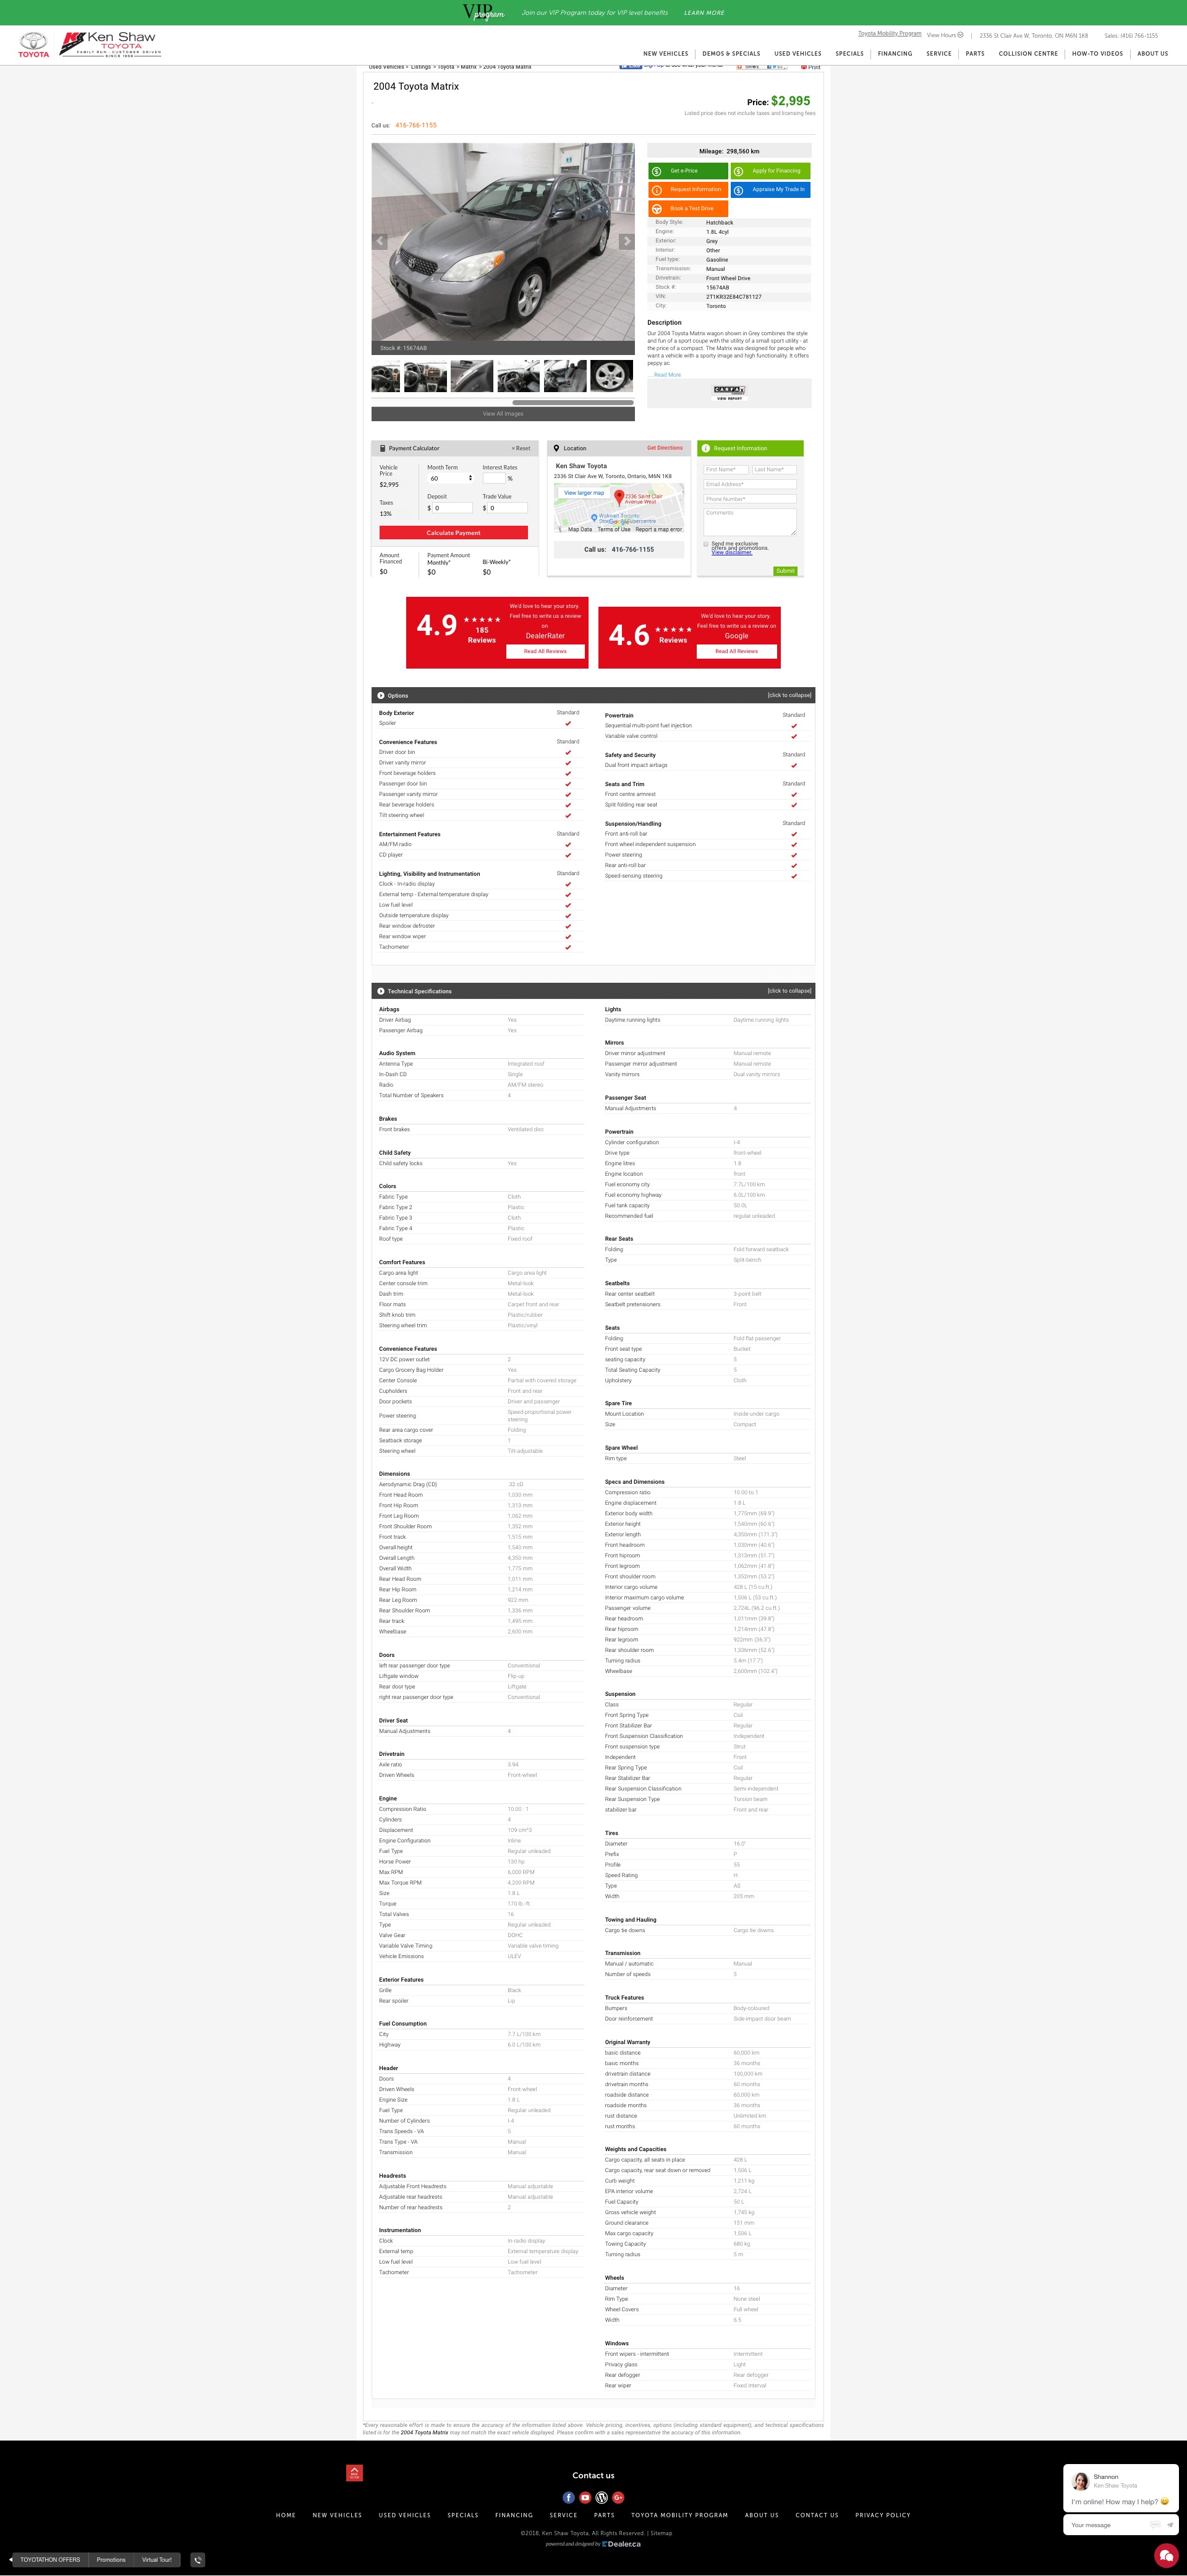 VIP program Join our VIP Program today for VIP level benefits LEARN MORE
TOYOTA Ken Shaw TOYOTA
Toyota Mobility Program View Hours | 2336 St Clair Ave W, Toronto, ON M6N 1K8 Sales: (416) 766-1155
NEW VEHICLES DEMOS & SPECIALS USED VEHICLES SPECIALS FINANCING SERVICE PARTS COLLISION CENTRE HOW-TO VIDEOS ABOUT US
Used Vehicles > Listings > Toyota > Matrix > 2004 Toyota Matrix
Print
2004 Toyota Matrix
Price: $2,995
Listed price does not include taxes and licensing fees
Call us: 416-766-1155
Mileage: 298,560 km
Get e-Price
Apply for Financing
Request Information
Appraise My Trade In
Book a Test Drive
Body Style: Hatchback
Engine: 1.8L 4cyl
Exterior: Grey
Interior: Other
Fuel type: Gasoline
Transmission: Manual
Drivetrain: Front Wheel Drive
Stock #: 15674AB
VIN: 2T1KR32E84C781127
City: Toronto
Stock #: 15674AB
View All Images
Description
Our 2004 Toyota Matrix wagon shown in Grey combines the style
and fun of a sport coupe with the utility of a small sport utility - at
the price of a compact. The Matrix was designed for people who
want a vehicle with a sporty image and high functionality. It offers
peppy ac
... Read More
CARFAX
VIEW REPORT
Payment Calculator × Reset
Vehicle Price $2,995
Month Term 60
Interest Rates %
Taxes 13%
Deposit $ 0
Trade Value $ 0
Calculate Payment
Amount Financed $0
Payment Amount Monthly* $0
Bi-Weekly* $0
Location Get Directions
Ken Shaw Toyota
2336 St Clair Ave W, Toronto, Ontario, M6N 1K8
View larger map
2336 Saint Clair Avenue West
Map Data Terms of Use Report a map error
Call us: 416-766-1155
Request Information
First Name* Last Name*
Email Address*
Phone Number*
Comments
Send me exclusive
offers and promotions.
View disclaimer.
Submit
4.9 185 Reviews
We'd love to hear your story.
Feel free to write us a review
on
DealerRater
Read All Reviews
4.6 Reviews
We'd love to hear your story.
Feel free to write us a review on
Google
Read All Reviews
Options [click to collapse]
Body Exterior Standard
Spoiler
Convenience Features Standard
Driver door bin
Driver vanity mirror
Front beverage holders
Passenger door bin
Passenger vanity mirror
Rear beverage holders
Tilt steering wheel
Entertainment Features Standard
AM/FM radio
CD player
Lighting, Visibility and Instrumentation Standard
Clock - In-radio display
External temp - External temperature display
Low fuel level
Outside temperature display
Rear window defroster
Rear window wiper
Tachometer
Powertrain Standard
Sequential multi-point fuel injection
Variable valve control
Safety and Security Standard
Dual front impact airbags
Seats and Trim Standard
Front centre armrest
Split folding rear seat
Suspension/Handling Standard
Front anti-roll bar
Front wheel independent suspension
Power steering
Rear anti-roll bar
Speed-sensing steering
Technical Specifications [click to collapse]
Airbags
Driver Airbag Yes
Passenger Airbag Yes
Audio System
Antenna Type Integrated roof
In-Dash CD Single
Radio AM/FM stereo
Total Number of Speakers 4
Brakes
Front brakes Ventilated disc
Child Safety
Child safety locks Yes
Colors
Fabric Type Cloth
Fabric Type 2 Plastic
Fabric Type 3 Cloth
Fabric Type 4 Plastic
Roof type Fixed roof
Comfort Features
Cargo area light Cargo area light
Center console trim Metal-look
Dash trim Metal-look
Floor mats Carpet front and rear
Shift knob trim Plastic/rubber
Steering wheel trim Plastic/vinyl
Convenience Features
12V DC power outlet 2
Cargo Grocery Bag Holder Yes
Center Console Partial with covered storage
Cupholders Front and rear
Door pockets Driver and passenger
Power steering Speed-proportional power steering
Rear area cargo cover Folding
Seatback storage 1
Steering wheel Tilt-adjustable
Dimensions
Aerodynamic Drag (CD) .32 cD
Front Head Room 1,030 mm
Front Hip Room 1,313 mm
Front Leg Room 1,062 mm
Front Shoulder Room 1,352 mm
Front track 1,515 mm
Overall height 1,540 mm
Overall Length 4,350 mm
Overall Width 1,775 mm
Rear Head Room 1,011 mm
Rear Hip Room 1,214 mm
Rear Leg Room 922 mm
Rear Shoulder Room 1,336 mm
Rear track 1,495 mm
Wheelbase 2,600 mm
Doors
left rear passenger door type Conventional
Liftgate window Flip-up
Rear door type Liftgate
right rear passenger door type Conventional
Driver Seat
Manual Adjustments 4
Drivetrain
Axle ratio 3.94
Driven Wheels Front-wheel
Engine
Compression Ratio 10.00 : 1
Cylinders 4
Displacement 109 cm^3
Engine Configuration Inline
Fuel Type Regular unleaded
Horse Power 130 hp
Max RPM 6,000 RPM
Max Torque RPM 4,200 RPM
Size 1.8 L
Torque 170 lb.-ft
Total Valves 16
Type Regular unleaded
Valve Gear DOHC
Variable Valve Timing Variable valve timing
Vehicle Emissions ULEV
Exterior Features
Grille Black
Rear spoiler Lip
Fuel Consumption
City 7.7 L/100 km
Highway 6.0 L/100 km
Header
Doors 4
Driven Wheels Front-wheel
Engine Size 1.8 L
Fuel Type Regular unleaded
Number of Cylinders I-4
Trans Speeds - VA 5
Trans Type - VA Manual
Transmission Manual
Headrests
Adjustable Front Headrests Manual adjustable
Adjustable rear headrests Manual adjustable
Number of rear headrests 2
Instrumentation
Clock In-radio display
External temp External temperature display
Low fuel level Low fuel level
Tachometer Tachometer
Lights
Daytime running lights Daytime running lights
Mirrors
Driver mirror adjustment Manual remote
Passenger mirror adjustment Manual remote
Vanity mirrors Dual vanity mirrors
Passenger Seat
Manual Adjustments 4
Powertrain
Cylinder configuration I-4
Drive type front-wheel
Engine litres 1.8
Engine location front
Fuel economy city 7.7L/100 km
Fuel economy highway 6.0L/100 km
Fuel tank capacity 50.0L
Recommended fuel regular unleaded
Rear Seats
Folding Fold forward seatback
Type Split-bench
Seatbelts
Rear center seatbelt 3-point belt
Seatbelt pretensioners Front
Seats
Folding Fold flat passenger
Front seat type Bucket
seating capacity 5
Total Seating Capacity 5
Upholstery Cloth
Spare Tire
Mount Location Inside under cargo
Size Compact
Spare Wheel
Rim type Steel
Specs and Dimensions
Compression ratio 10.00 to 1
Engine displacement 1.8 L
Exterior body width 1,775mm (69.9")
Exterior height 1,540mm (60.6")
Exterior length 4,350mm (171.3")
Front headroom 1,030mm (40.6")
Front hiproom 1,313mm (51.7")
Front legroom 1,062mm (41.8")
Front shoulder room 1,352mm (53.2")
Interior cargo volume 428 L (15 cu.ft.)
Interior maximum cargo volume 1,506 L (53 cu.ft.)
Passenger volume 2,724L (96.2 cu.ft.)
Rear headroom 1,011mm (39.8")
Rear hiproom 1,214mm (47.8")
Rear legroom 922mm (36.3")
Rear shoulder room 1,336mm (52.6")
Turning radius 5.4m (17.7')
Wheelbase 2,600mm (102.4")
Suspension
Class Regular
Front Spring Type Coil
Front Stabilizer Bar Regular
Front Suspension Classification Independent
Front suspension type Strut
Independent Front
Rear Spring Type Coil
Rear Stabilizer Bar Regular
Rear Suspension Classification Semi-independent
Rear Suspension Type Torsion beam
stabilizer bar Front and rear
Tires
Diameter 16.0"
Prefix P
Profile 55
Speed Rating H
Type AS
Width 205 mm
Towing and Hauling
Cargo tie downs Cargo tie downs
Transmission
Manual / automatic Manual
Number of speeds 5
Truck Features
Bumpers Body-coloured
Door reinforcement Side-impact door beam
Original Warranty
basic distance 60,000 km
basic months 36 months
drivetrain distance 100,000 km
drivetrain months 60 months
roadside distance 60,000 km
roadside months 36 months
rust distance Unlimited km
rust months 60 months
Weights and Capacities
Cargo capacity, all seats in place 428 L
Cargo capacity, rear seat down or removed 1,506 L
Curb weight 1,211 kg
EPA interior volume 2,724 L
Fuel Capacity 50 L
Gross vehicle weight 1,745 kg
Ground clearance 151 mm
Max cargo capacity 1,506 L
Towing Capacity 680 kg
Turning radius 5 m
Wheels
Diameter 16
Rim Type None steel
Wheel Covers Full wheel
Width 6.5
Windows
Front wipers - intermittent Intermittent
Privacy glass Light
Rear defogger Rear defogger
Rear wiper Fixed interval
*Every reasonable effort is made to ensure the accuracy of the information listed above. Vehicle pricing, incentives, options (including standard equipment), and technical specifications
listed is for the 2004 Toyota Matrix may not match the exact vehicle displayed. Please confirm with a sales representative the accuracy of this information.
Contact us
HOME NEW VEHICLES USED VEHICLES SPECIALS FINANCING SERVICE PARTS TOYOTA MOBILITY PROGRAM ABOUT US CONTACT US PRIVACY POLICY
©2018, Ken Shaw Toyota, All Rights Reserved. | Sitemap
powered and designed by Dealer.ca
Shannon
Ken Shaw Toyota
I'm online! How may I help?
Your message
TOYOTATHON OFFERS Promotions Virtual Tour!